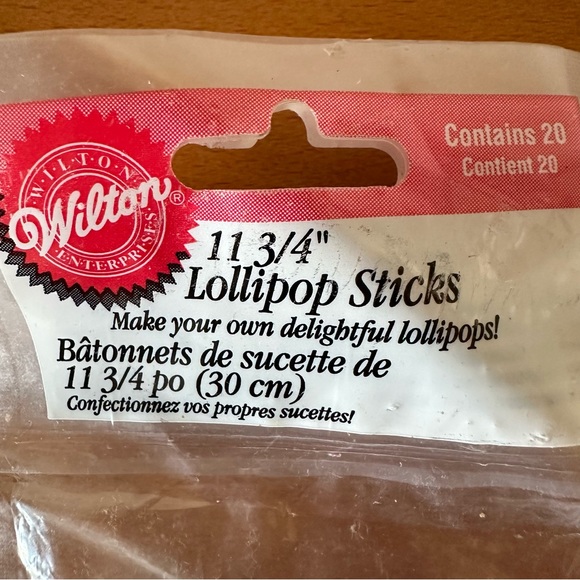 Contains 20
Contient 20
WILTON
Wilton®
ENTERPRISES
11 3/4"
Lollipop Sticks
Make your own delightful lollipops!
Bâtonnets de sucette de
11 3/4 po (30 cm)
Confectionnez vos propres sucettes!